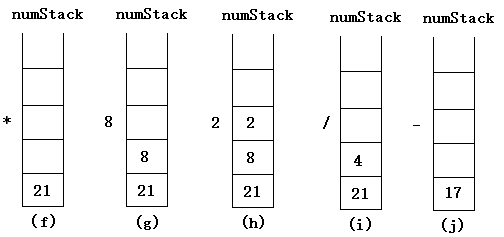 numStack numStack numStack numStack numStack
* 8 2 2 / -
8 8 4
21 21 21 21 17
(f) (g) (h) (i) (j)